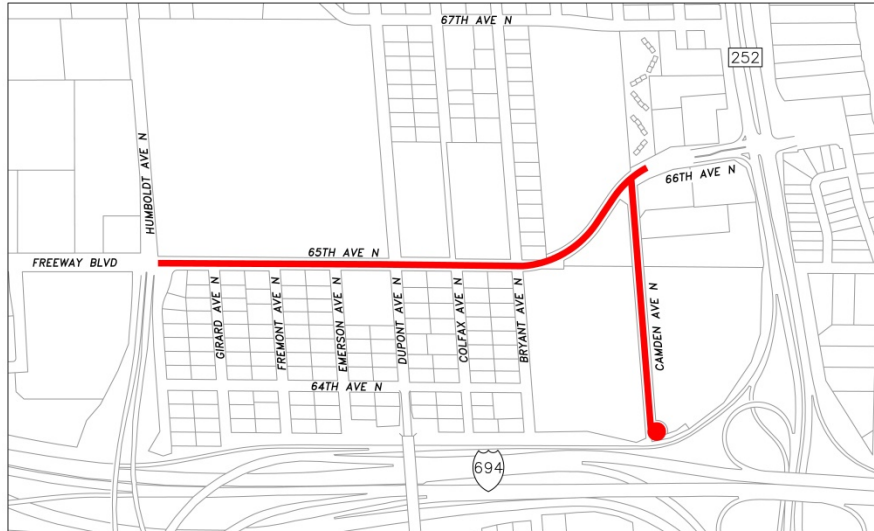 67TH AVE N
252
HUMBOLDT AVE N
66TH AVE N
65TH AVE N
FREEWAY BLVD
GIRARD AVE N
FREMONT AVE N
EMERSON AVE N
DUPONT AVE N
COLFAX AVE N
BRYANT AVE N
CAMDEN AVE N
64TH AVE N
694